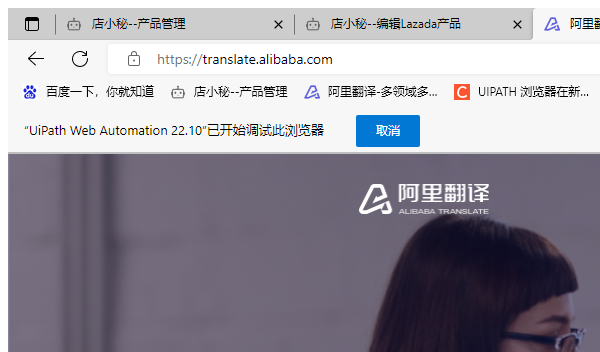 店小秘--产品管理
店小秘--编辑Lazada产品
阿里翻
https://translate.alibaba.com
百度一下，你就知道
店小秘--产品管理
阿里翻译-多领域多...
UIPATH 浏览器在新...
"UiPath Web Automation 22.10"已开始调试此浏览器
取消
阿里翻译
ALIBABA TRANSLATE